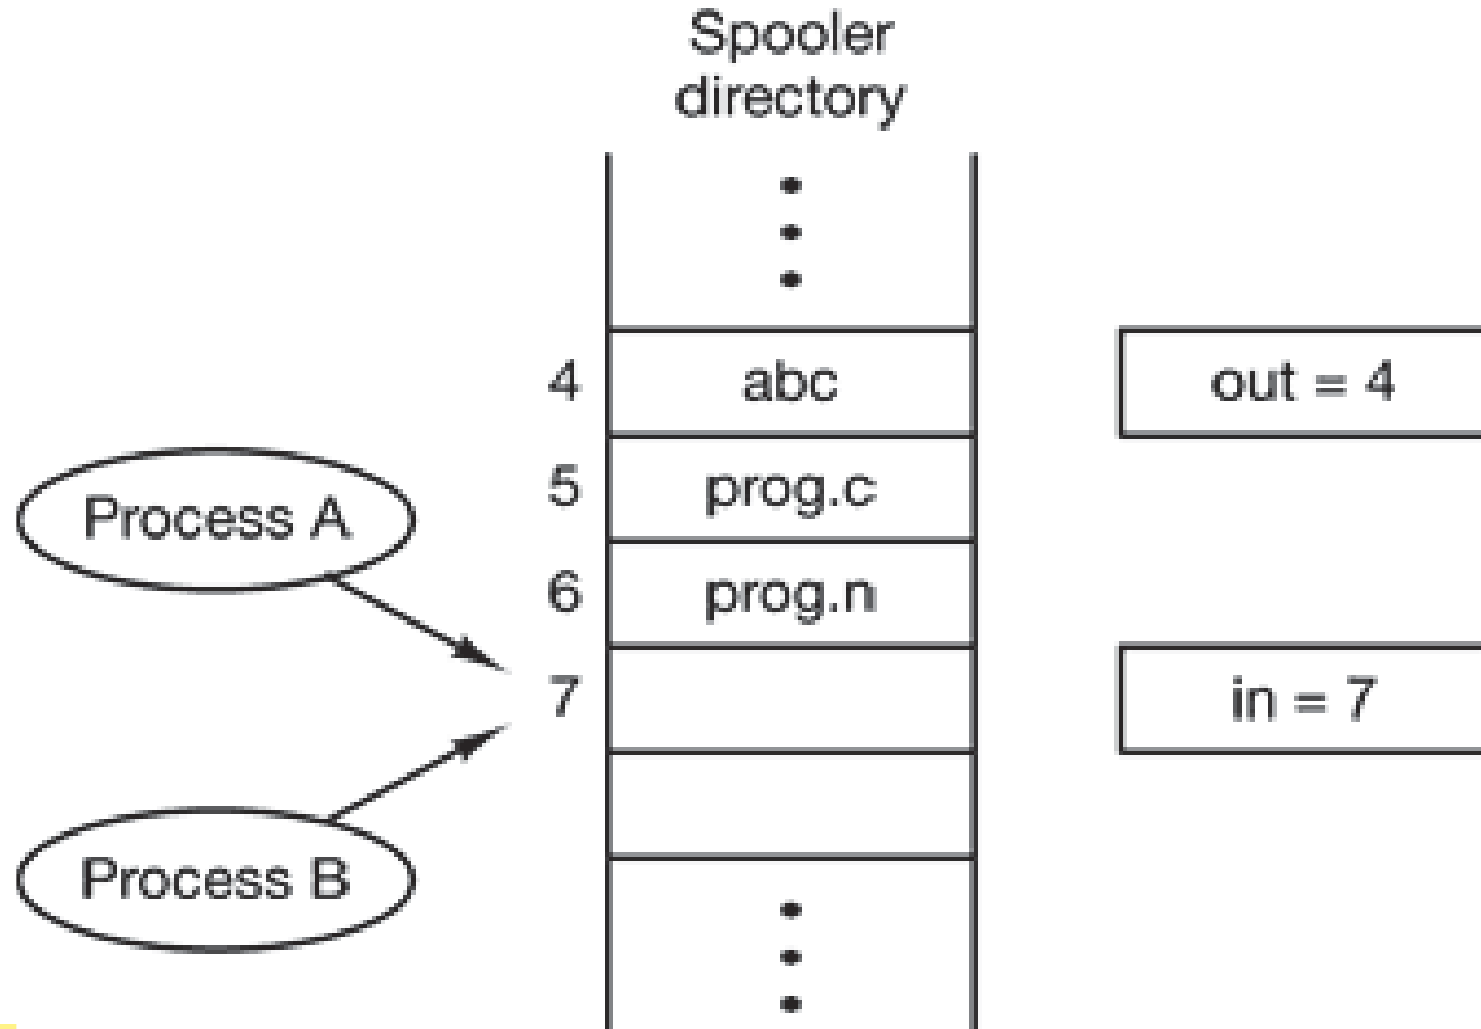 Spooler
directory
4
abc
out = 4
5
prog.c
Process A
6
prog.n
7
in = 7
Process B